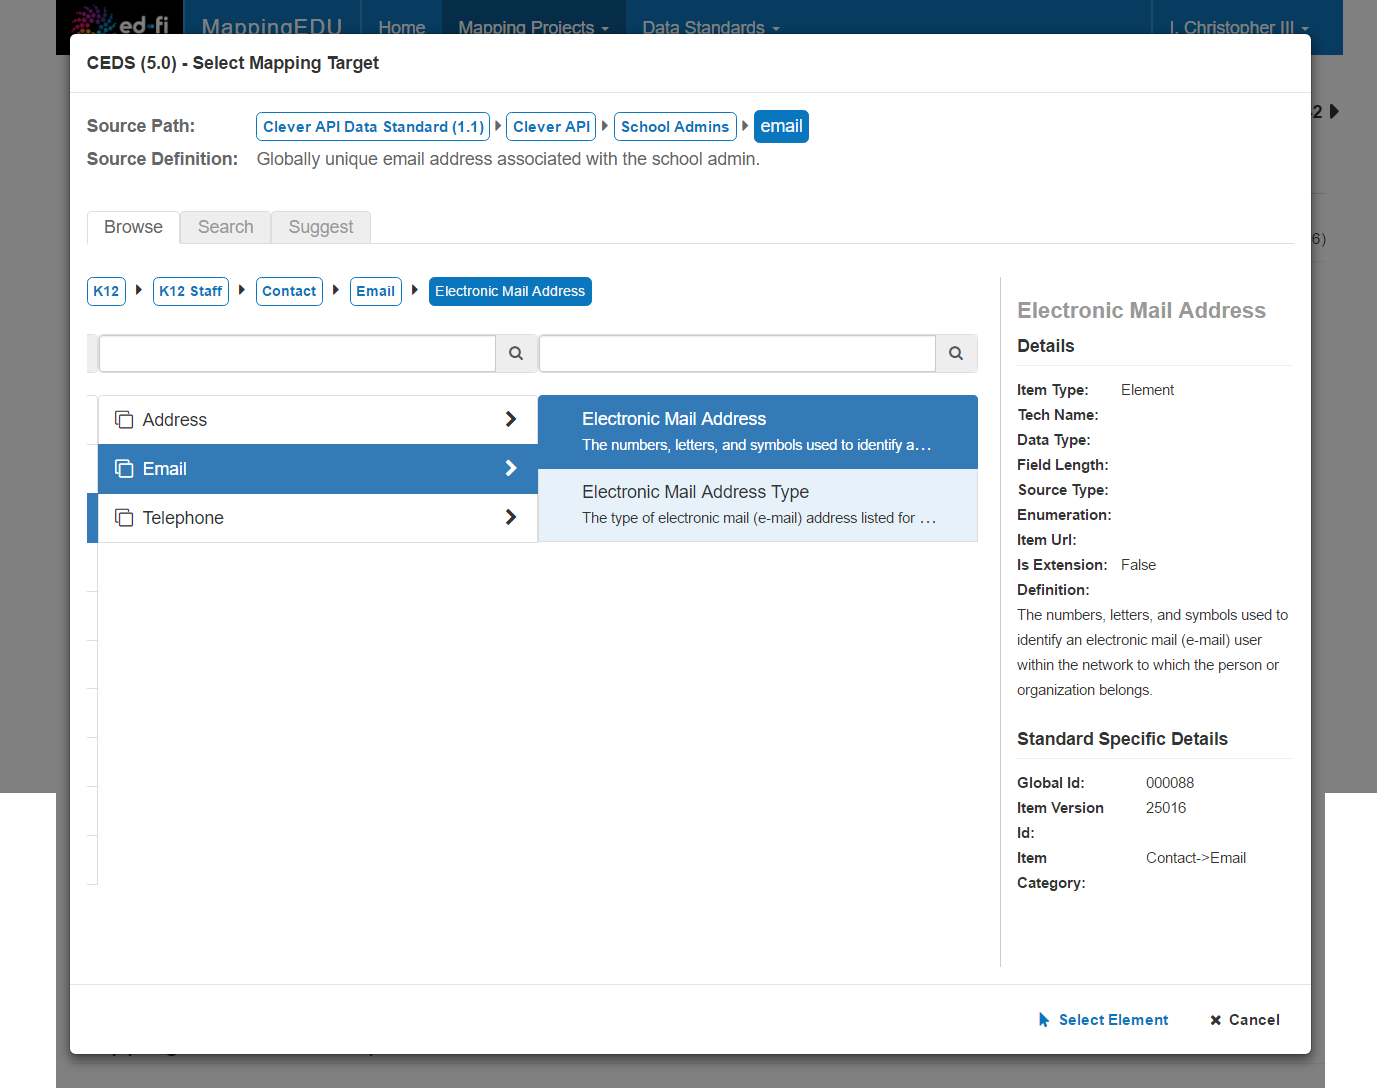 ed-fi MappingEDU Home Mapping Projects Data Standards I. Christopher III
CEDS (5.0) - Select Mapping Target
Source Path: Clever API Data Standard (1.1) Clever API School Admins email
Source Definition: Globally unique email address associated with the school admin.
Browse Search Suggest
K12 K12 Staff Contact Email Electronic Mail Address
Address
Email
Telephone
Electronic Mail Address
The numbers, letters, and symbols used to identify a...
Electronic Mail Address Type
The type of electronic mail (e-mail) address listed for ...
Electronic Mail Address
Details
Item Type: Element
Tech Name:
Data Type:
Field Length:
Source Type:
Enumeration:
Item Url:
Is Extension: False
Definition:
The numbers, letters, and symbols used to
identify an electronic mail (e-mail) user
within the network to which the person or
organization belongs.
Standard Specific Details
Global Id: 000088
Item Version 25016
Id:
Item Contact->Email
Category:
Select Element Cancel